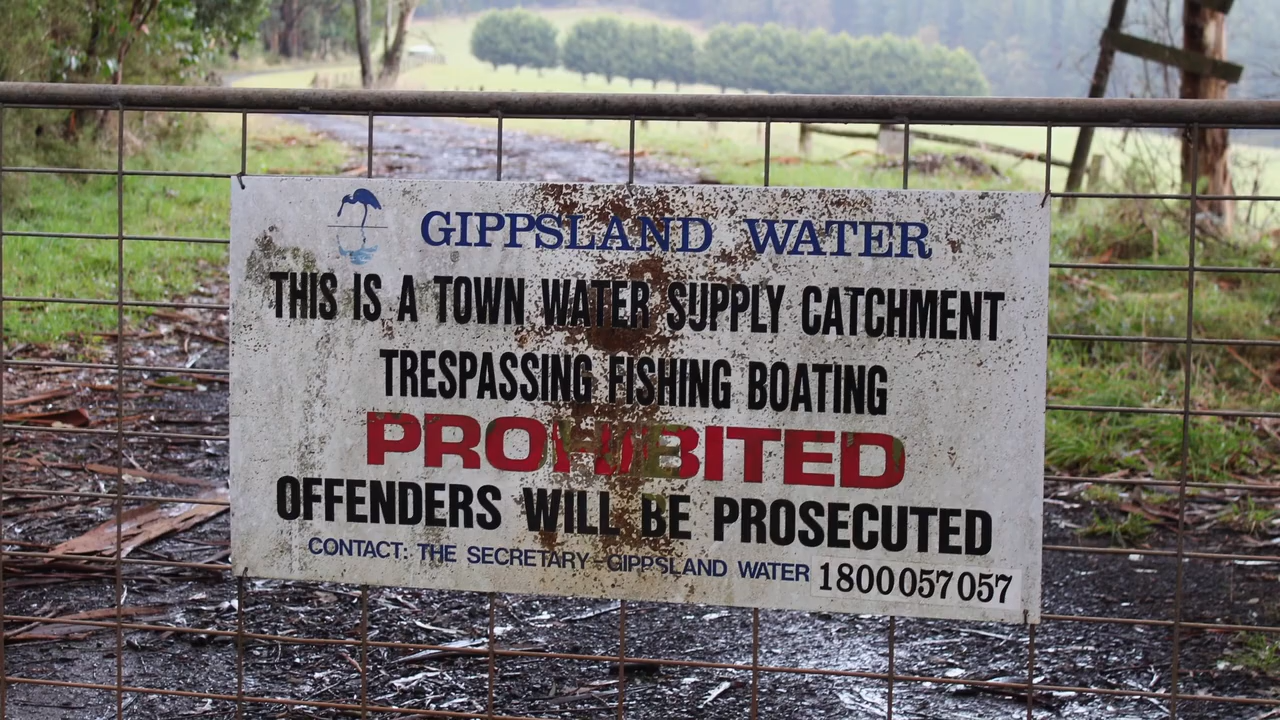 GIPPSLAND WATER
THIS IS A TOWN WATER SUPPLY CATCHMENT
TRESPASSING FISHING BOATING
PROHIBITED
OFFENDERS WILL BE PROSECUTED
CONTACT: THE SECRETARY GIPPSLAND WATER 1800 057 057